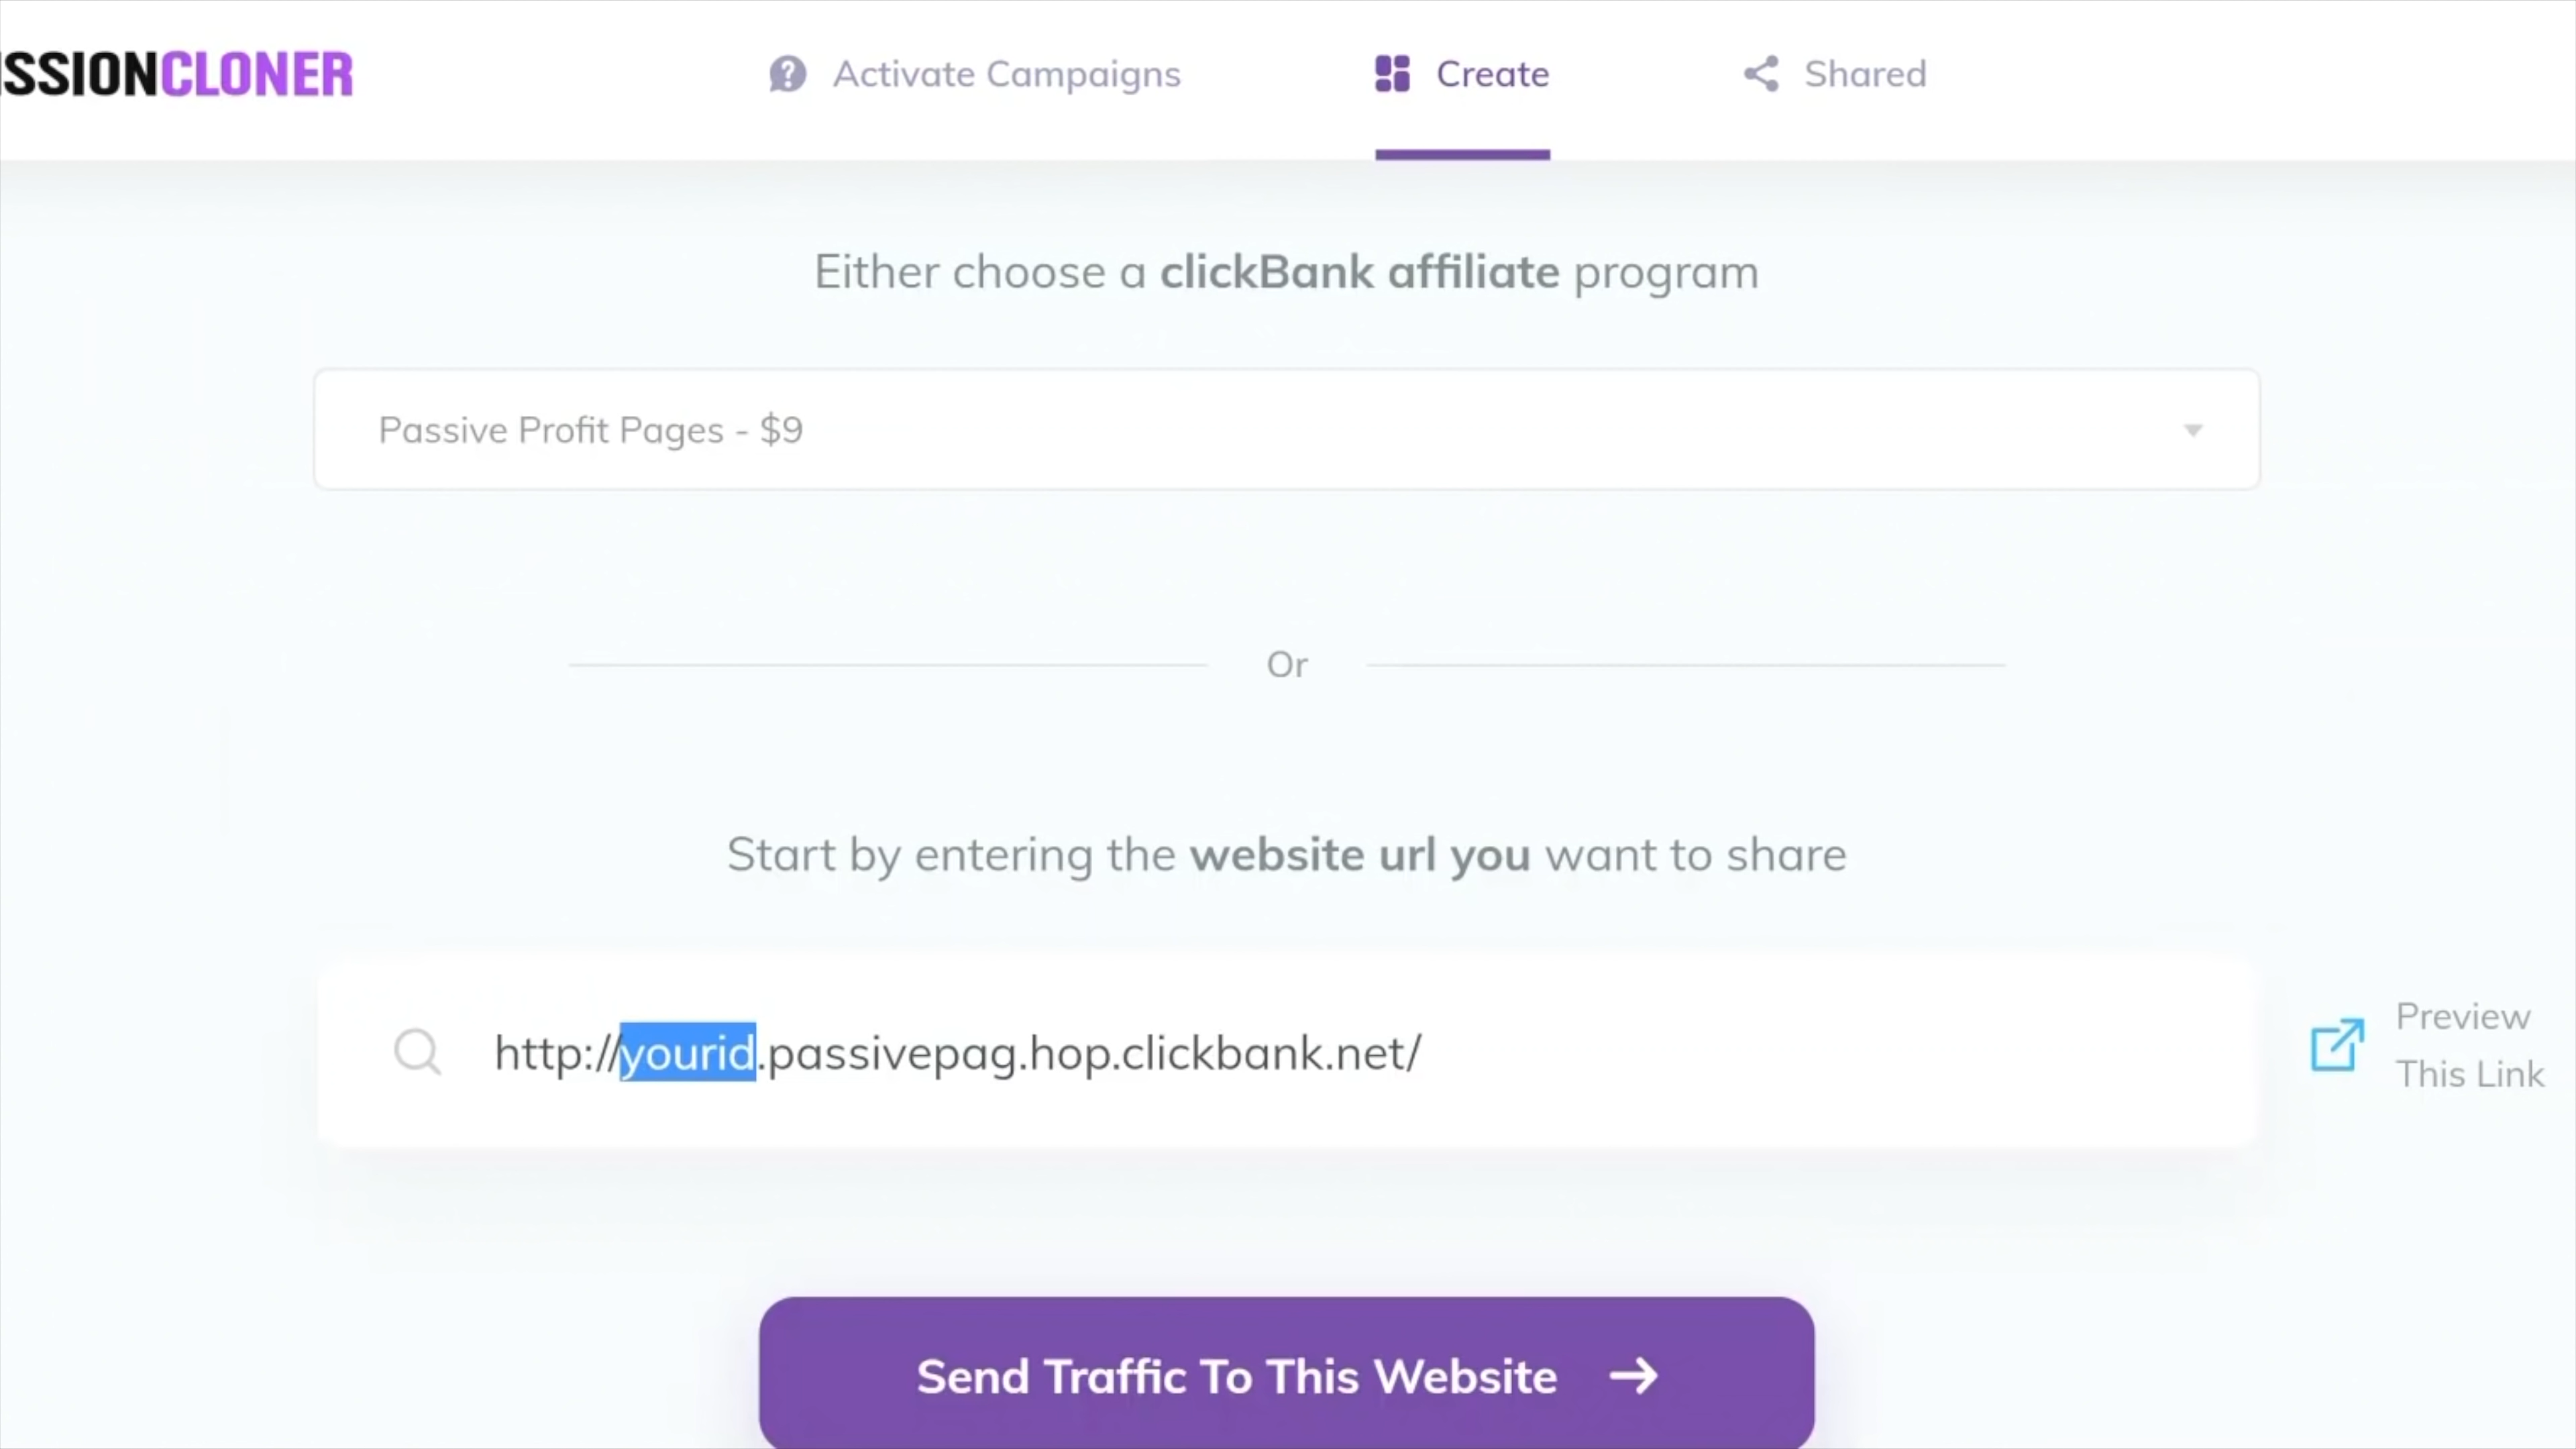 ISSIONCLONER
Activate Campaigns
Create
Shared
Either choose a clickBank affiliate program
Passive Profit Pages - $9
Or
Start by entering the website url you want to share
http://yourid.passivepag.hop.clickbank.net/
Preview
This Link
Send Traffic To This Website